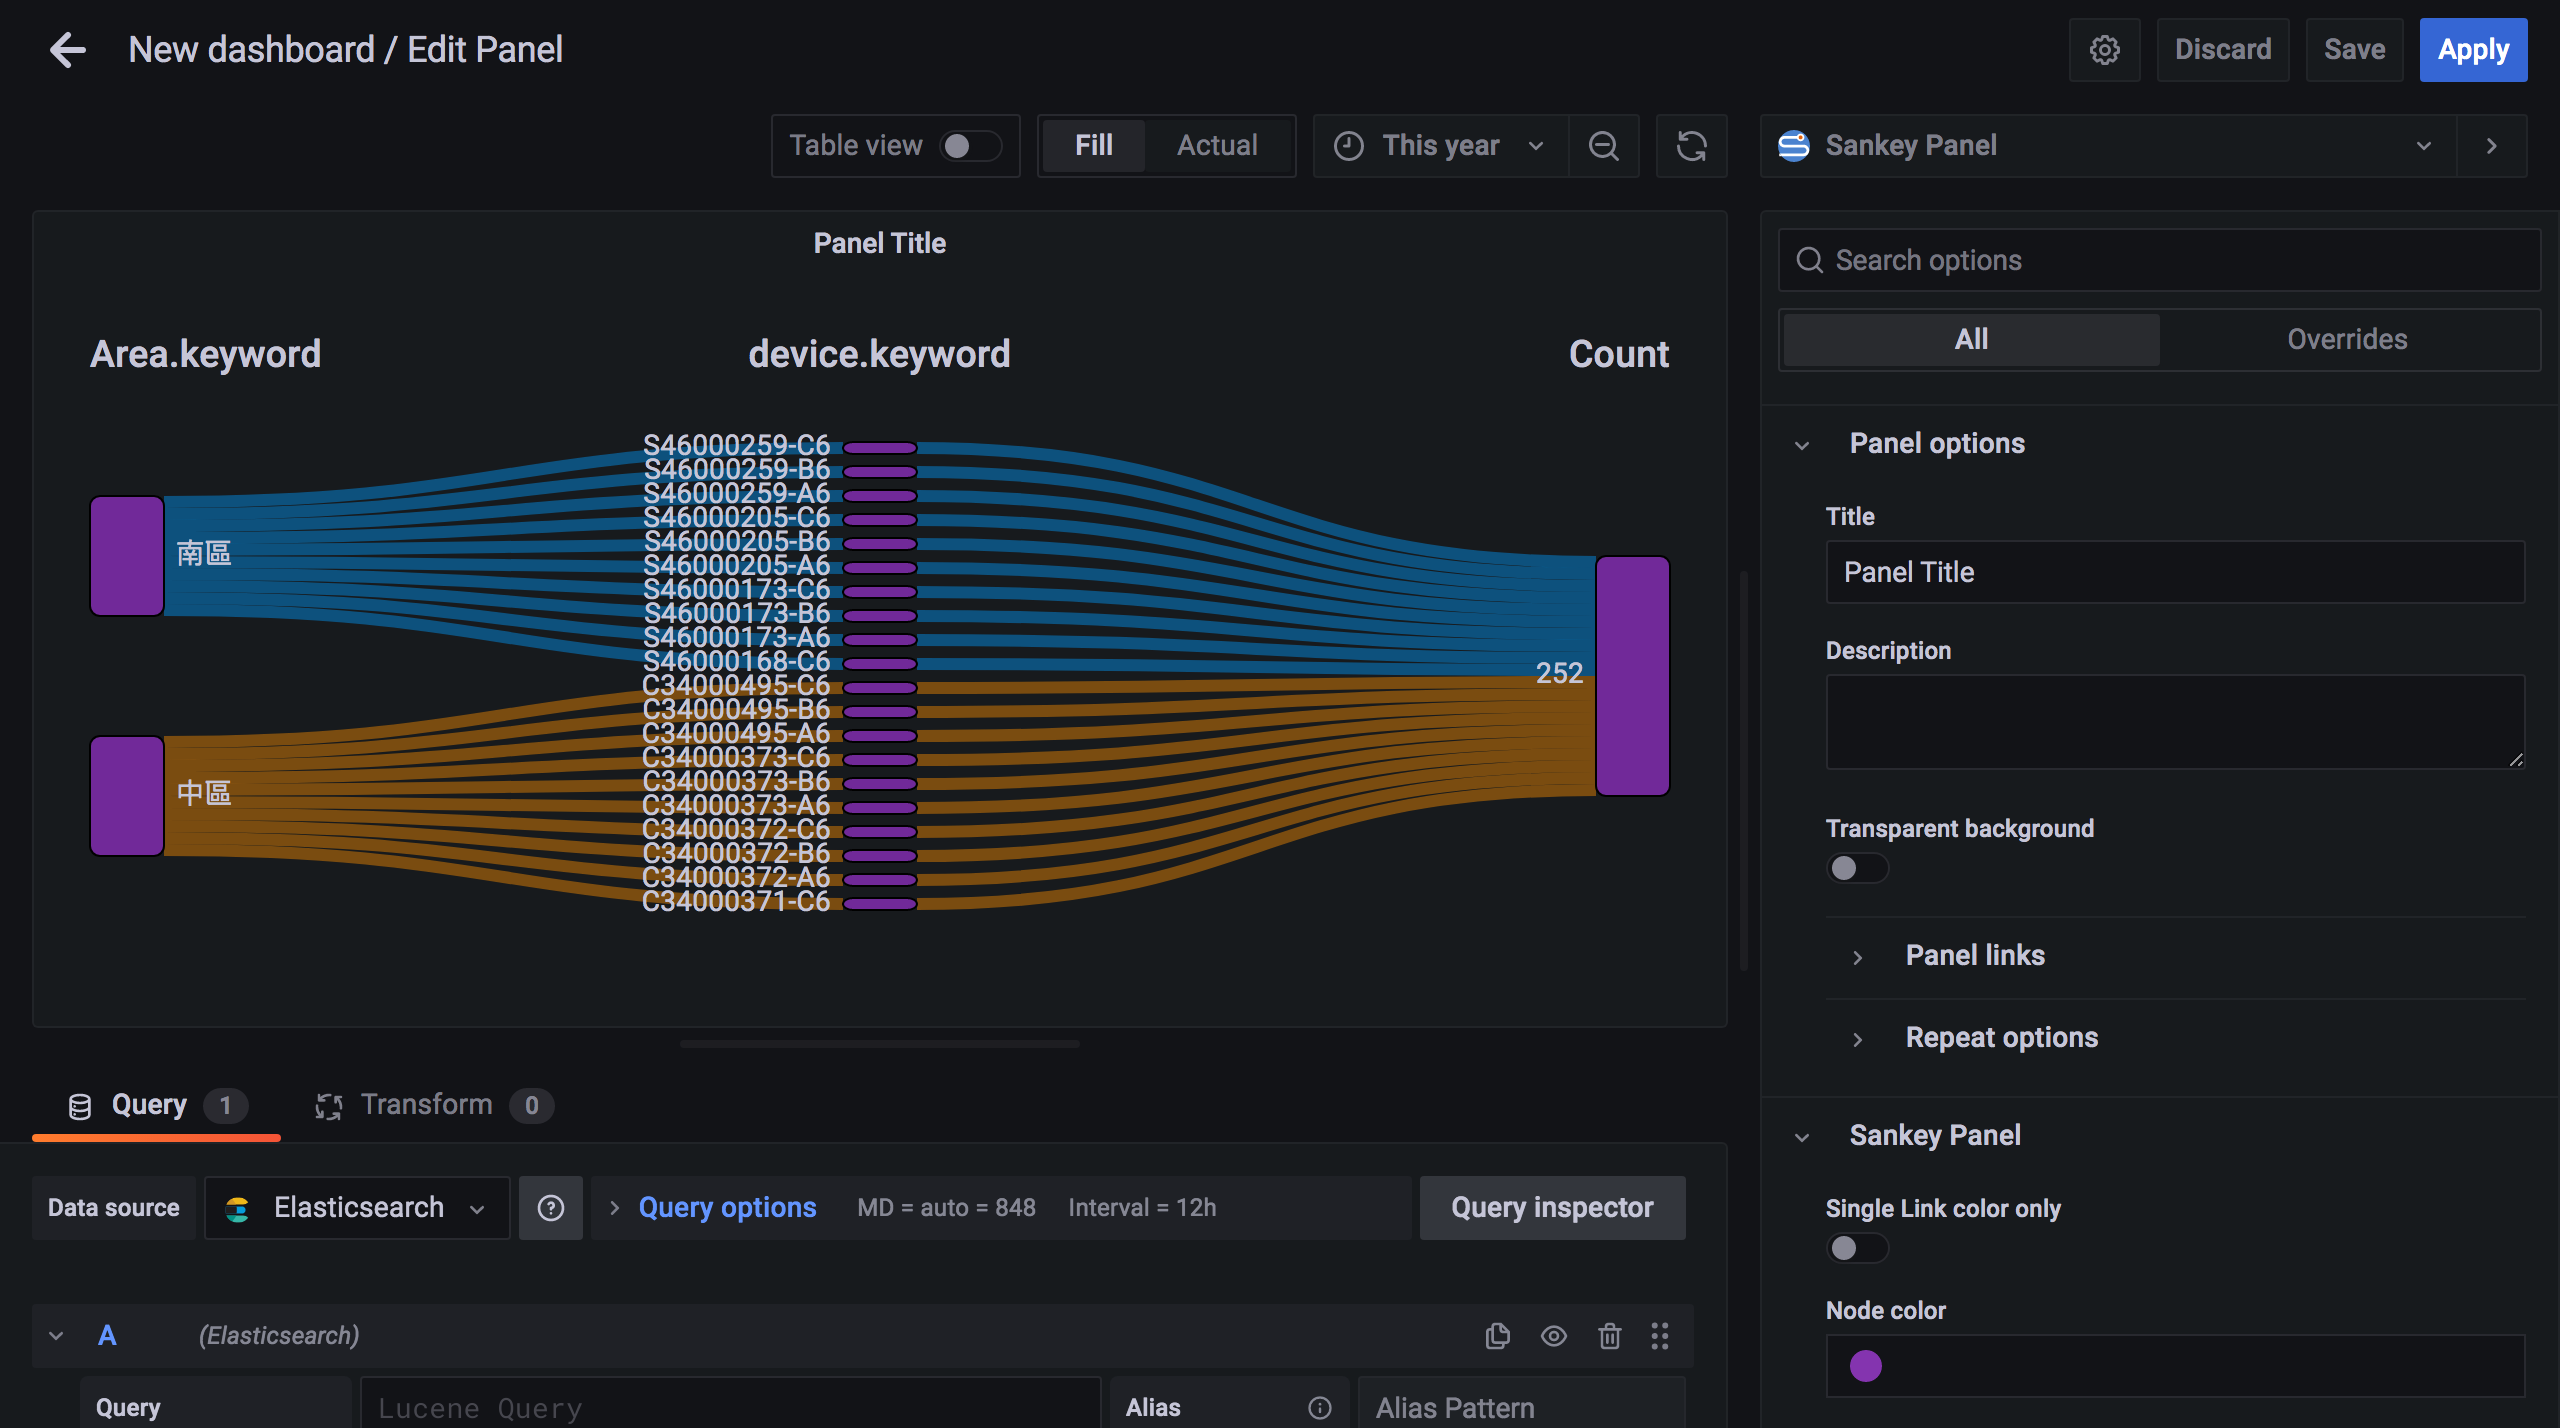 New dashboard / Edit Panel
Discard
Save
Apply
Table view
Fill
Actual
This year
Sankey Panel
Panel Title
Area.keyword
device.keyword
Count
S46000259-C6
S46000259-B6
S46000259-A6
S46000205-C6
S46000205-B6
南區
S46000205-A6
S46000173-C6
S46000173-B6
S46000173-A6
S46000168-C6
252
C34000495-C6
C34000495-B6
C34000495-A6
C34000373-C6
C34000373-B6
中區
C34000373-A6
C34000372-C6
C34000372-B6
C34000372-A6
C34000371-C6
Query 1
Transform 0
Data source
Elasticsearch
Query options
MD = auto = 848
Interval = 12h
Query inspector
A
(Elasticsearch)
Query
Lucene Query
Alias
Alias Pattern
Search options
All
Overrides
Panel options
Title
Panel Title
Description
Transparent background
Panel links
Repeat options
Sankey Panel
Single Link color only
Node color